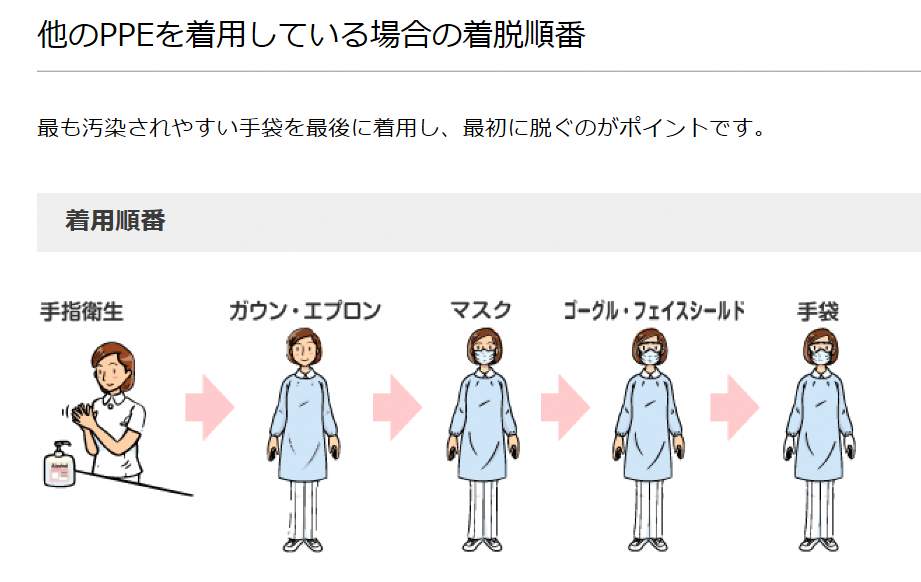 他のPPEを着用している場合の着脱順番
最も汚染されやすい手袋を最後に着用し、最初に脱ぐのがポイントです。
着用順番
手指衛生
ガウン・エプロン
マスク
ゴーグル・フェイスシールド
手袋
Alcohol